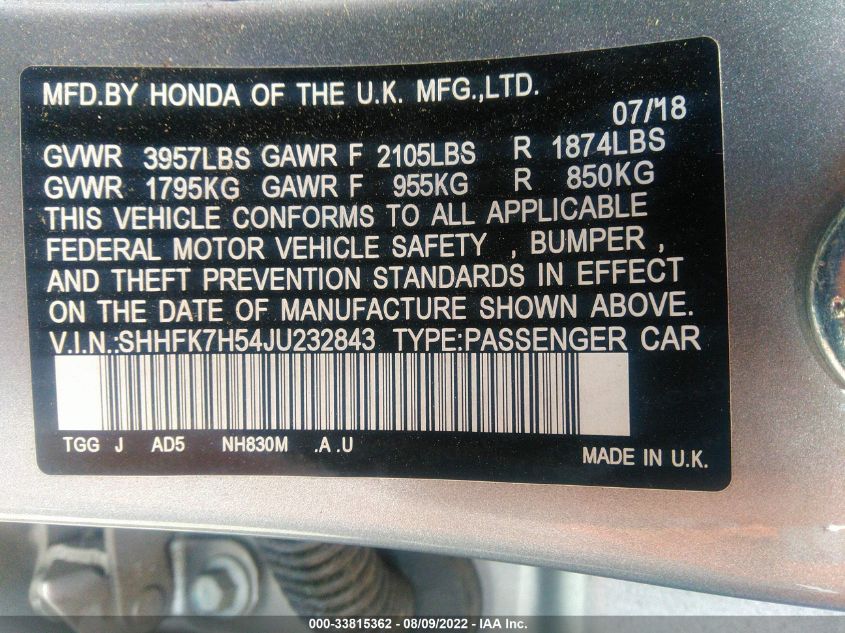 MFD.BY HONDA OF THE U.K. MFG.,LTD.
07/18
GVWR 3957LBS GAWR F 2105LBS R 1874LBS
GVWR 1795KG GAWR F 955KG R 850KG
THIS VEHICLE CONFORMS TO ALL APPLICABLE
FEDERAL MOTOR VEHICLE SAFETY , BUMPER ,
AND THEFT PREVENTION STANDARDS IN EFFECT
ON THE DATE OF MANUFACTURE SHOWN ABOVE.
V.I.N.:SHHFK7H54JU232843 TYPE:PASSENGER CAR
TGG J AD5 NH830M .A .U
MADE IN U.K.
000-33815362 - 08/09/2022 - IAA Inc.